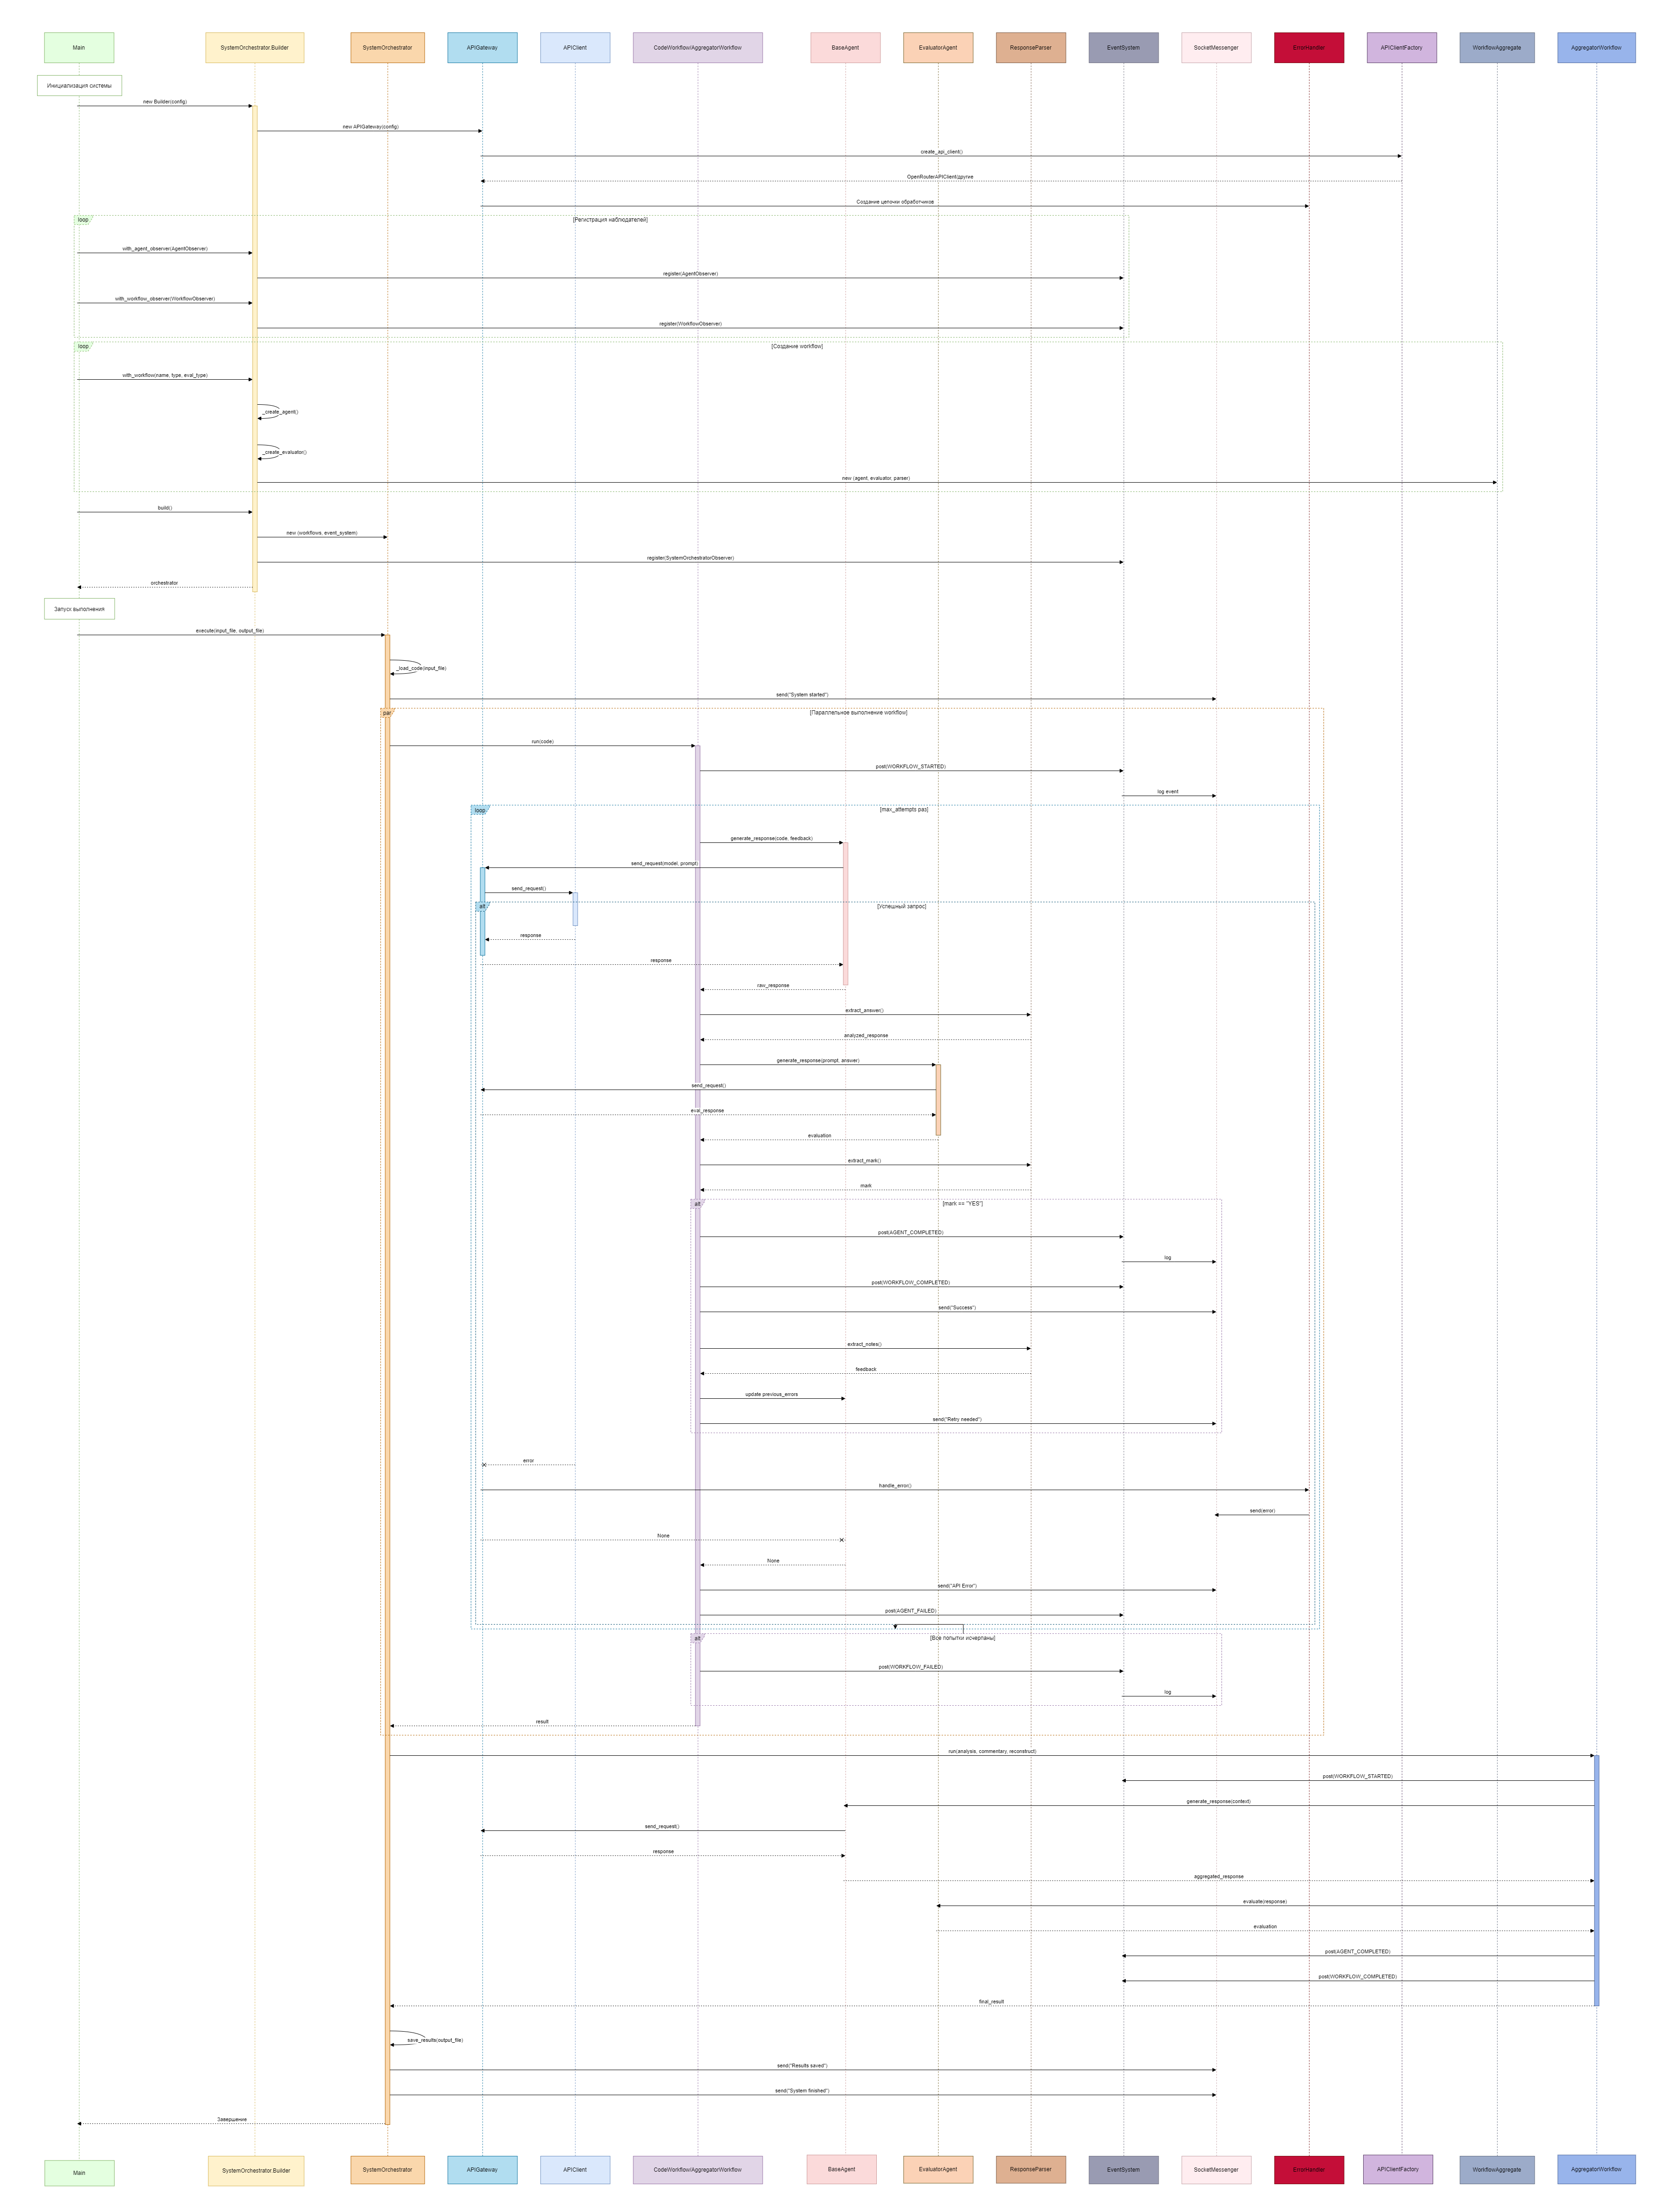 Main
SystemOrchestrator.Builder
SystemOrchestrator
APIGateway
APIClient
CodeWorkflow/AggregatorWorkflow
BaseAgent
EvaluatorAgent
ResponseParser
EventSystem
SocketMessenger
ErrorHandler
APIClientFactory
WorkflowAggregate
AggregatorWorkflow
Инициализация системы
new Builder(config)
new APIGateway(config)
create_api_client()
OpenRouterAPIClient/другие
Создание цепочки обработчиков
loop
[Регистрация наблюдателей]
with_agent_observer(AgentObserver)
register(AgentObserver)
with_workflow_observer(WorkflowObserver)
register(WorkflowObserver)
loop
[Создание workflow]
with_workflow(name, type, eval_type)
_create_agent()
_create_evaluator()
new (agent, evaluator, parser)
build()
new (workflows, event_system)
register(SystemOrchestratorObserver)
orchestrator
Запуск выполнения
execute(input_file, output_file)
_load_code(input_file)
send("System started")
par
[Параллельное выполнение workflow]
run(code)
post(WORKFLOW_STARTED)
log event
loop
[max_attempts раз]
generate_response(code, feedback)
send_request(model, prompt)
send_request()
alt
[Успешный запрос]
response
response
raw_response
extract_answer()
analyzed_response
generate_response(prompt, answer)
send_request()
eval_response
evaluation
extract_mark()
mark
alt
[mark == "YES"]
post(AGENT_COMPLETED)
log
post(WORKFLOW_COMPLETED)
send("Success")
extract_notes()
feedback
update previous_errors
send("Retry needed")
error
handle_error()
send(error)
None
None
send("API Error")
post(AGENT_FAILED)
alt
[Все попытки исчерпаны]
post(WORKFLOW_FAILED)
log
result
run(analysis, commentary, reconstruct)
post(WORKFLOW_STARTED)
generate_response(context)
send_request()
response
aggregated_response
evaluate(response)
evaluation
post(AGENT_COMPLETED)
post(WORKFLOW_COMPLETED)
final_result
save_results(output_file)
send("Results saved")
send("System finished")
Завершение
Main
SystemOrchestrator.Builder
SystemOrchestrator
APIGateway
APIClient
CodeWorkflow/AggregatorWorkflow
BaseAgent
EvaluatorAgent
ResponseParser
EventSystem
SocketMessenger
ErrorHandler
APIClientFactory
WorkflowAggregate
AggregatorWorkflow